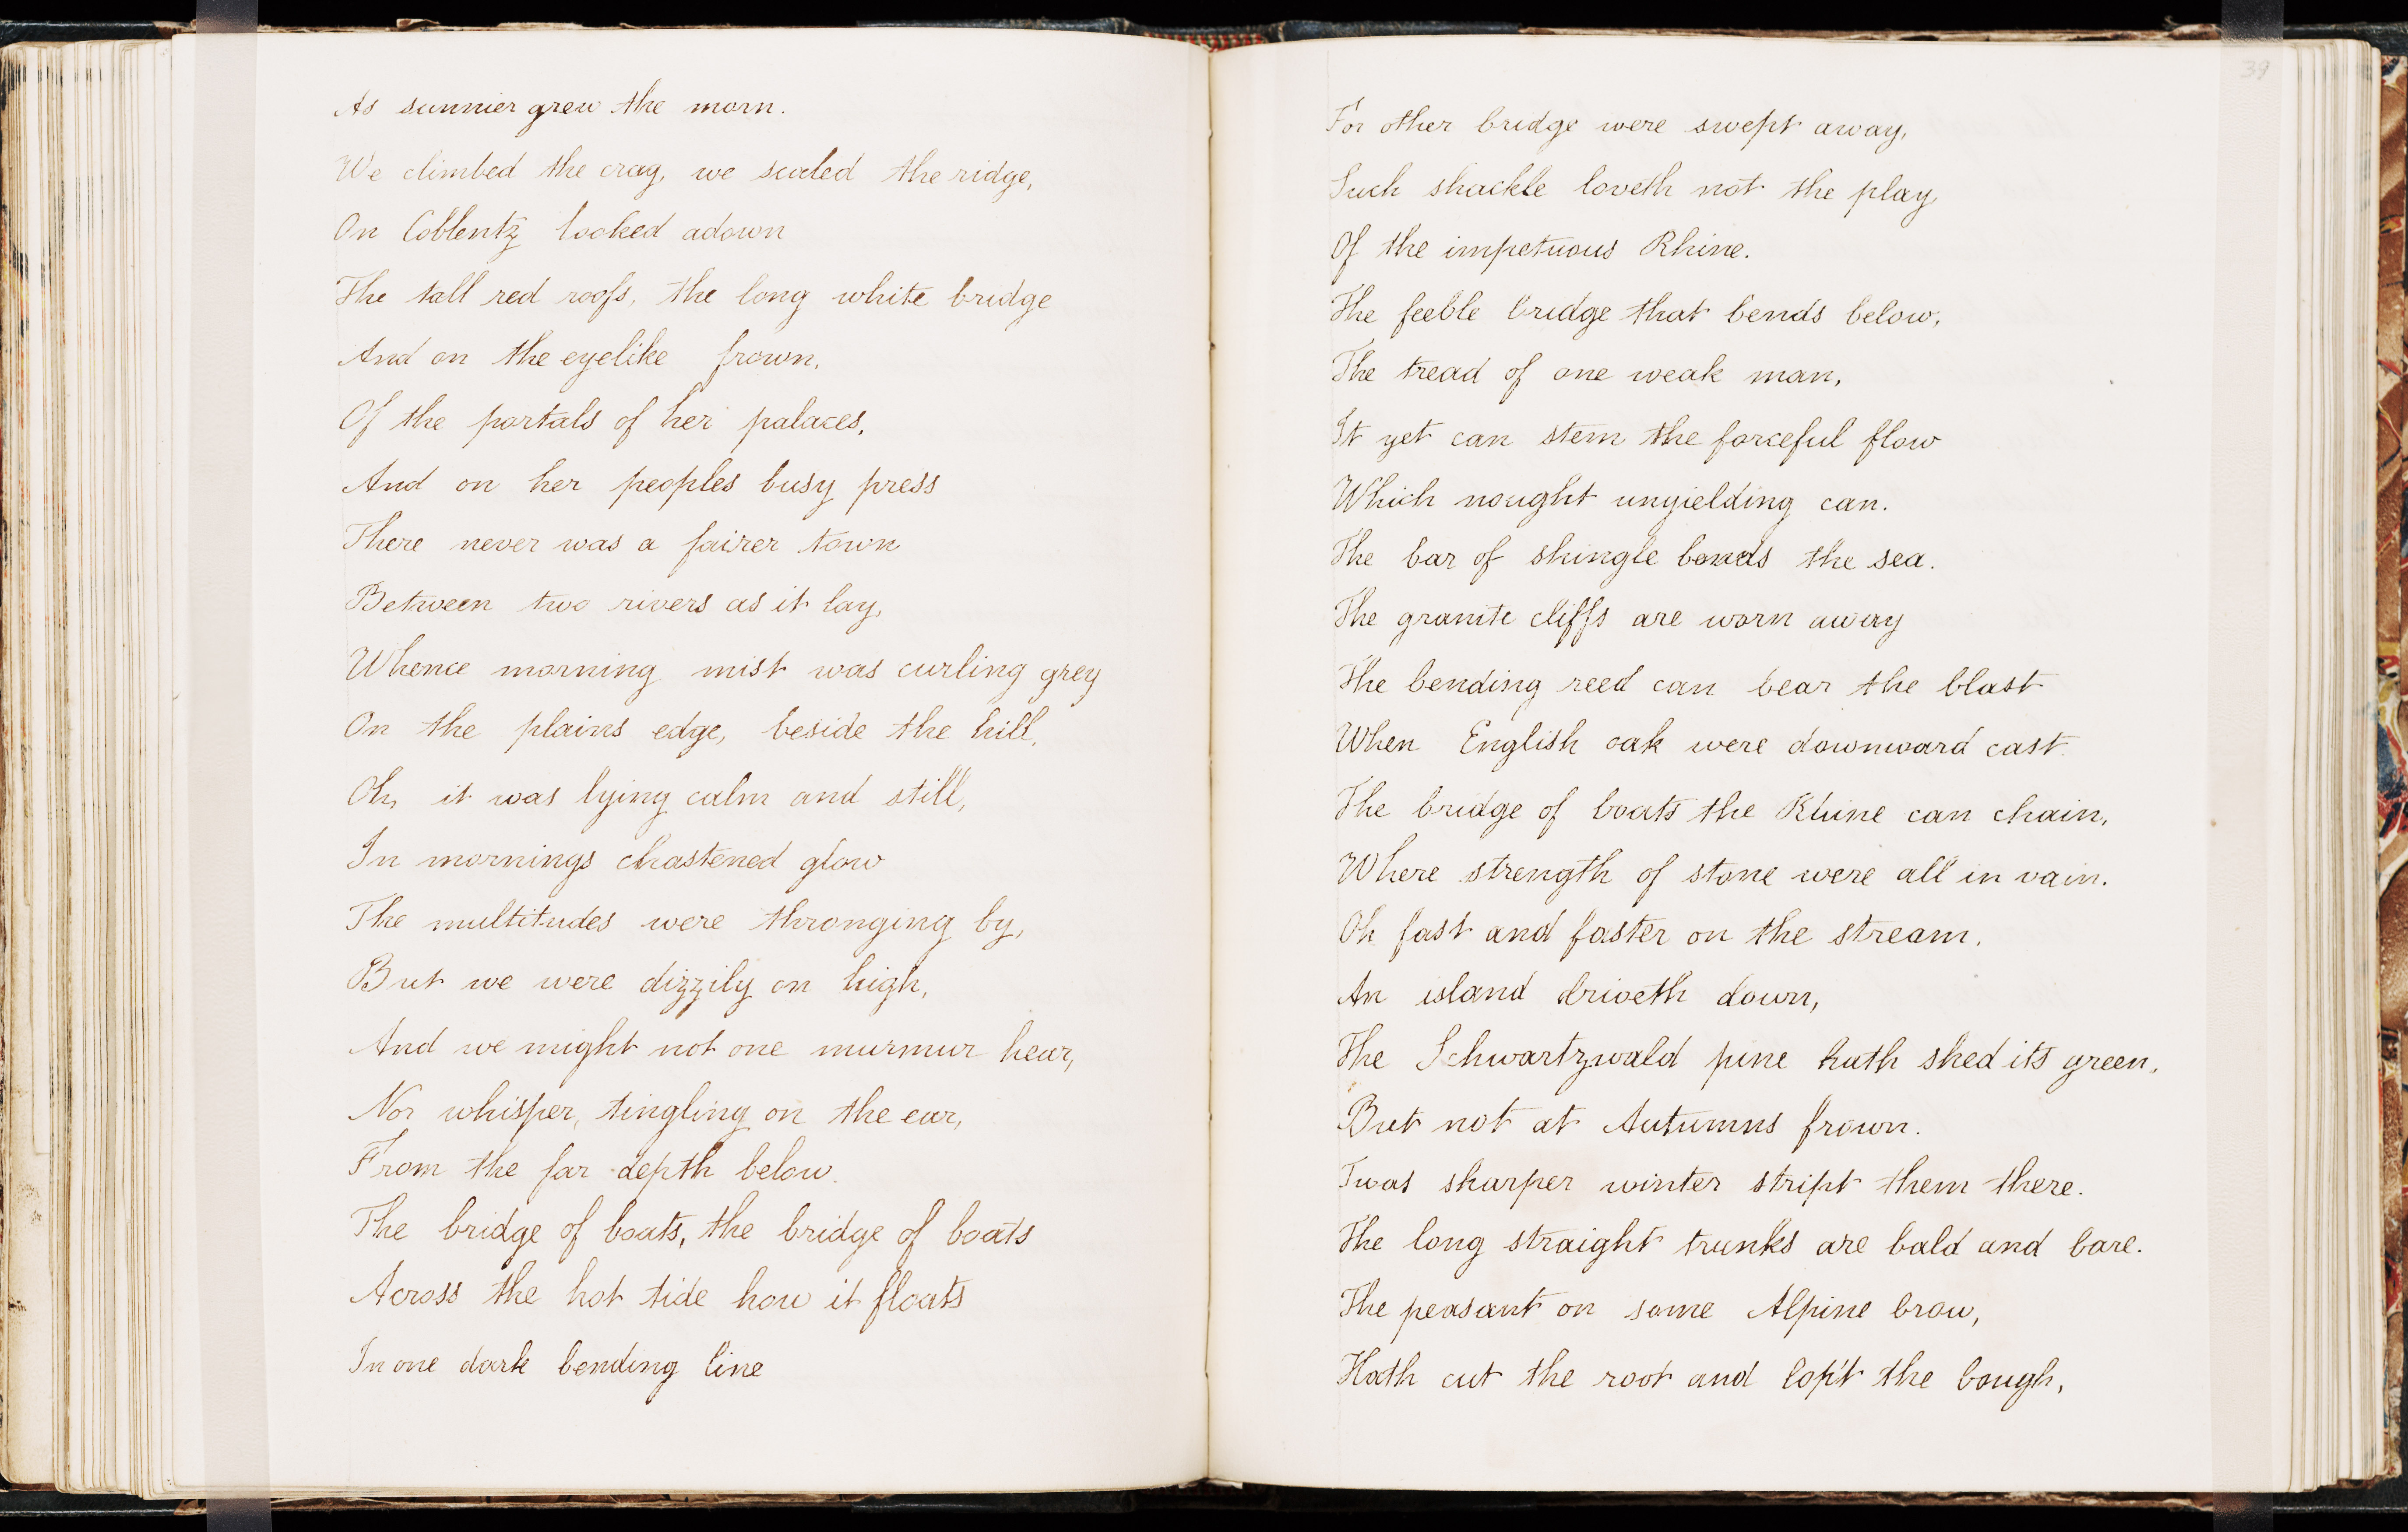 As sunnier grew the morn.
We climbed the crag, we scaled the ridge,
On Coblentz looked adown
The tall red roofs, the long white bridge
And on the eyelike frown,
Of the portals of her palaces,
And on her peoples busy press
There never was a fairer town
Between two rivers as it lay,
Whence morning mist was curling grey
On the plains edge, beside the hill,
Oh, it was lying calm and still,
In mornings chastened glow
The multitudes were thronging by,
But we were dizzily on high,
And we might not one murmur hear,
Nor whisper, tingling on the ear,
From the far depth below.
The bridge of boats, the bridge of boats
Across the hot tide how it floats
In one dark bending line
39
For other bridge were swept away,
Such shackle loveth not the play,
Of the impetuous Rhine.
The feeble bridge that bends below,
The tread of one weak man,
It yet can stem the forceful flow
Which nought unyielding can.
The bar of shingle the sea.
The granite cliffs are worn away
The bending reed can bear the blast
When English oak were downward cast.
The bridge of boats the Rhine can chain,
Where strength of stone were all in vain.
Oh fast and faster on the stream,
An island driveth down,
The Schwartzwald pine hath shed its green,
But not at Autumns frown.
Twas sharper winter stript them there.
The long straight trunks are bald and bare.
The peasant on some Alpine brow,
Hath cut the root and lop't the bough,